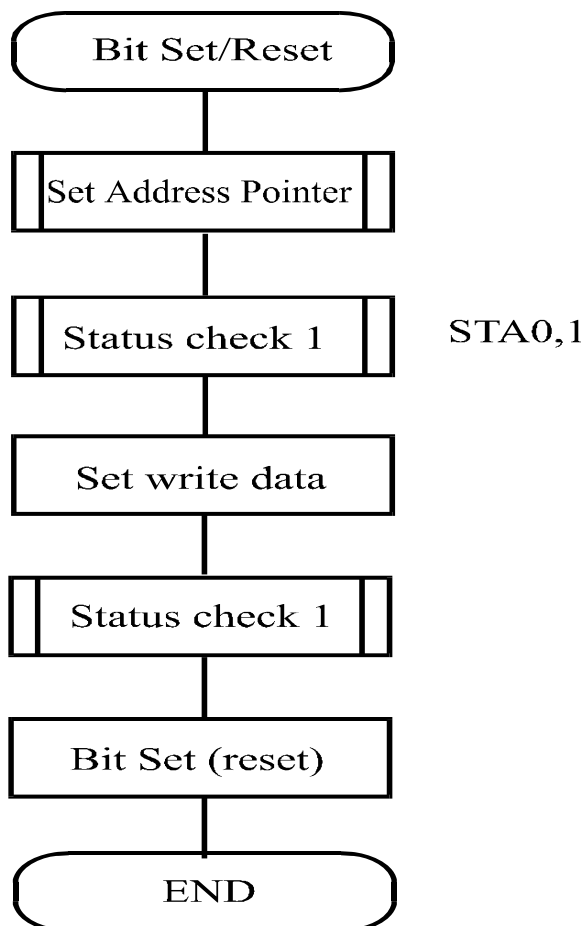 Bit Set/Reset
Set Address Pointer
Status check 1
STA0,1
Set write data
Status check 1
Bit Set (reset)
END